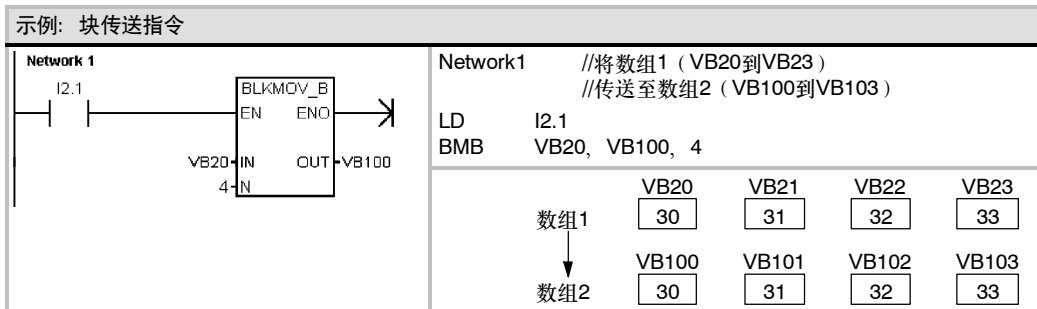 示例: 块传送指令
Network 1
I2.1
BLKMOV_B
EN ENO
VB20 IN OUT VB100
4 N
Network1 //将数组1（VB20到VB23）
//传送至数组2（VB100到VB103）
LD I2.1
BMB VB20, VB100, 4
VB20 VB21 VB22 VB23
数组1 30 31 32 33
VB100 VB101 VB102 VB103
数组2 30 31 32 33